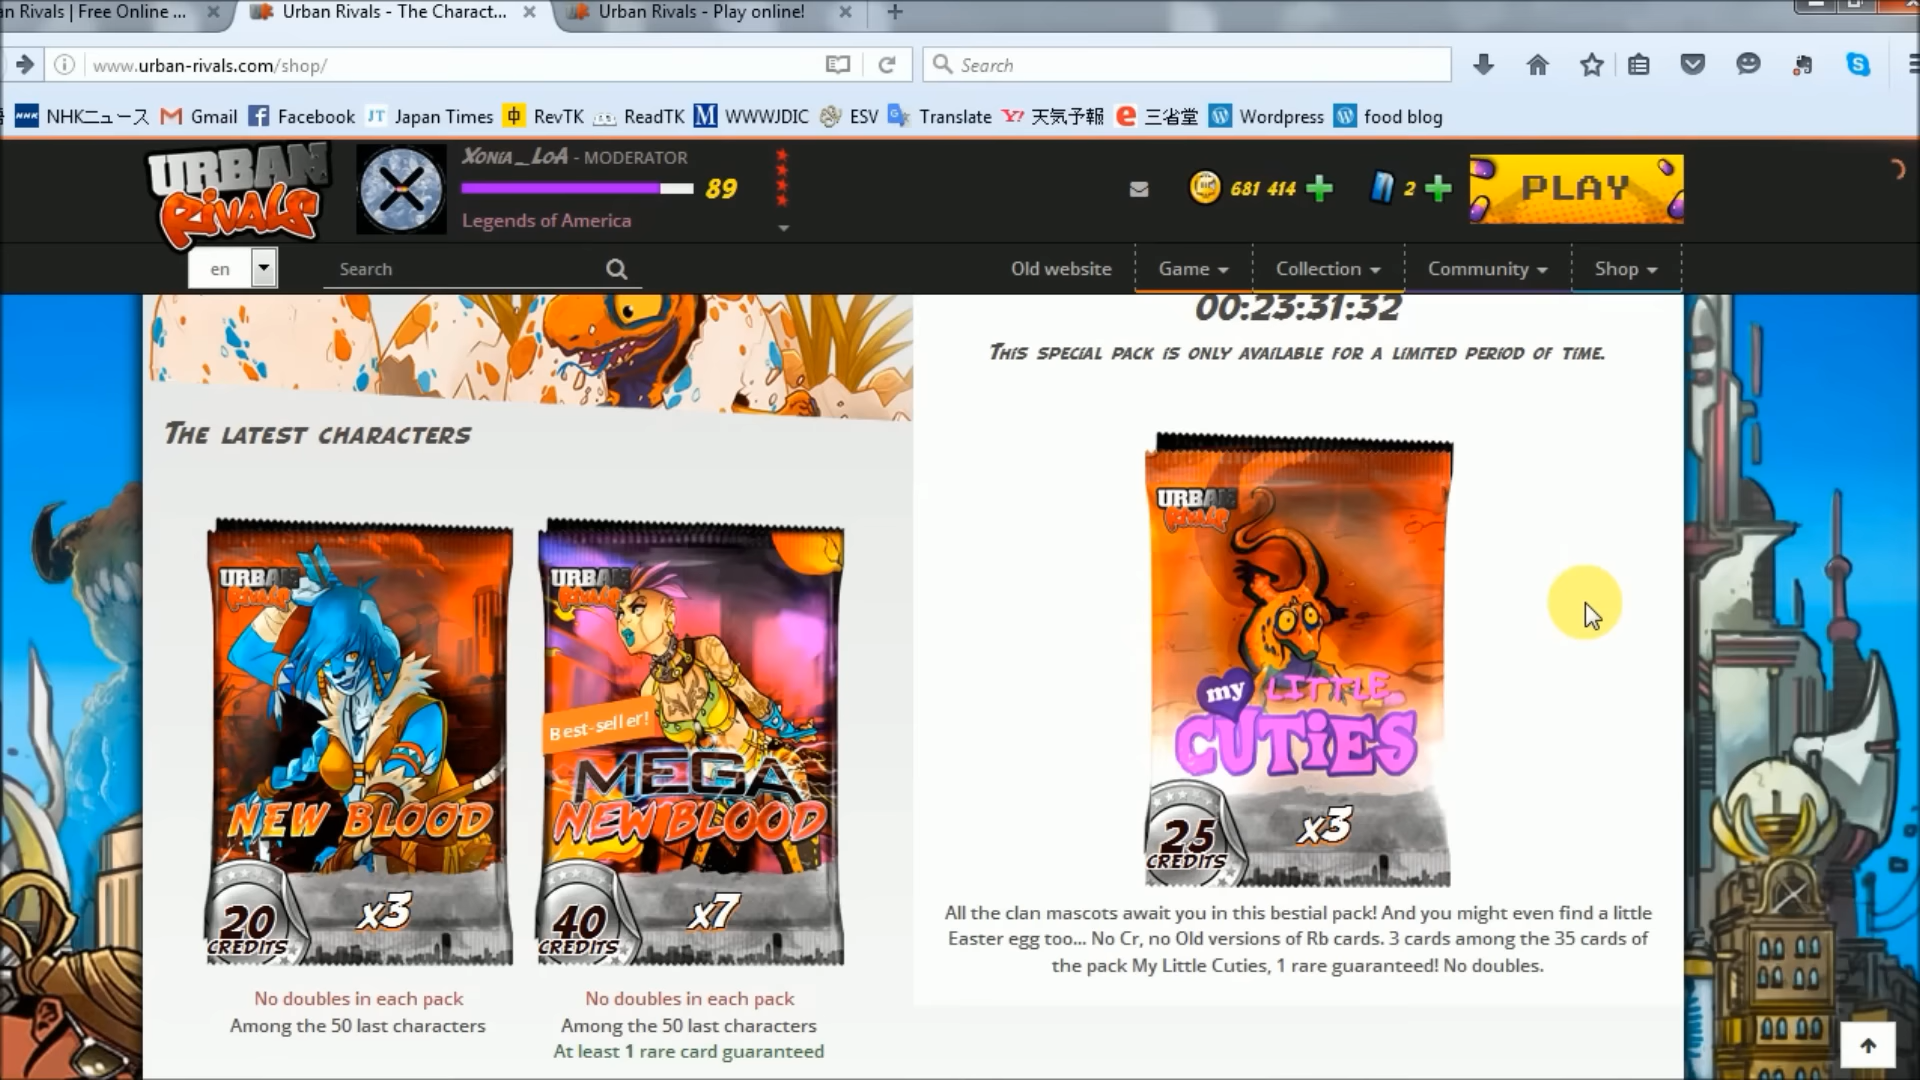 an Rivals | Free Online ...
Urban Rivals - The Charact...
Urban Rivals - Play online!
www.urban-rivals.com/shop/
Search
NHKニュース
Gmail
Facebook
JT Japan Times
中 RevTK
ReadTK
M WWWJDIC
ESV
Translate
Y! 天気予報
e 三省堂
Wordpress
food blog
URBAN RIVALS
Xonia_LoA - MODERATOR
89
Legends of America
681 414
2
PLAY
en
Search
Old website
Game
Collection
Community
Shop
THE LATEST CHARACTERS
URBAN RIVALS
NEW BLOOD
20 CREDITS
x3
No doubles in each pack
Among the 50 last characters
URBAN RIVALS
Best-seller!
MEGA
NEW BLOOD
40 CREDITS
x7
No doubles in each pack
Among the 50 last characters
At least 1 rare card guaranteed
00:23:31:32
THIS SPECIAL PACK IS ONLY AVAILABLE FOR A LIMITED PERIOD OF TIME.
URBAN RIVALS
my LITTLE
CUTIES
25 CREDITS
x3
All the clan mascots await you in this bestial pack! And you might even find a little
Easter egg too... No Cr, no Old versions of Rb cards. 3 cards among the 35 cards of
the pack My Little Cuties, 1 rare guaranteed! No doubles.